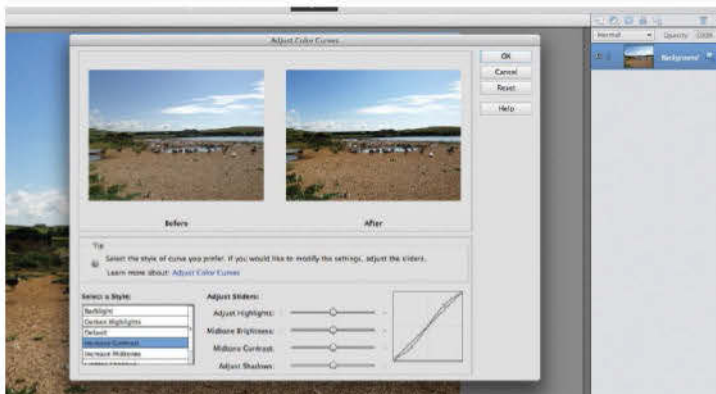 Adjust Color Curves
OK
Cancel
Reset
Help
Normal
Opacity: 100%
Background
Before
After
Tip
Select the style of curve you prefer. If you would like to modify the settings, adjust the sliders.
Learn more about: Adjust Color Curves
Select a Style:
Backlight
Darken Highlights
Default
Increase Contrast
Increase Midtones
Adjust Sliders:
Adjust Highlights:
Midtone Brightness:
Midtone Contrast:
Adjust Shadows: